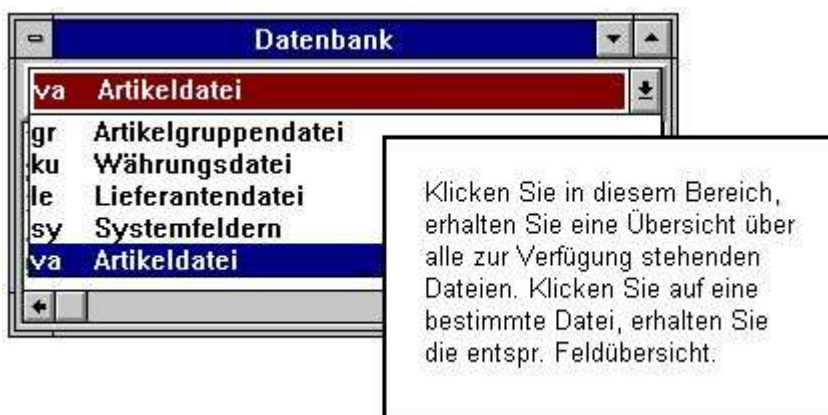 Datenbank
va Artikeldatei
gr Artikelgruppendatei
ku Währungsdatei
le Lieferantendatei
sy Systemfeldern
va Artikeldatei
Klicken Sie in diesem Bereich,
erhalten Sie eine Übersicht über
alle zur Verfügung stehenden
Dateien. Klicken Sie auf eine
bestimmte Datei, erhalten Sie
die entspr. Feldübersicht.